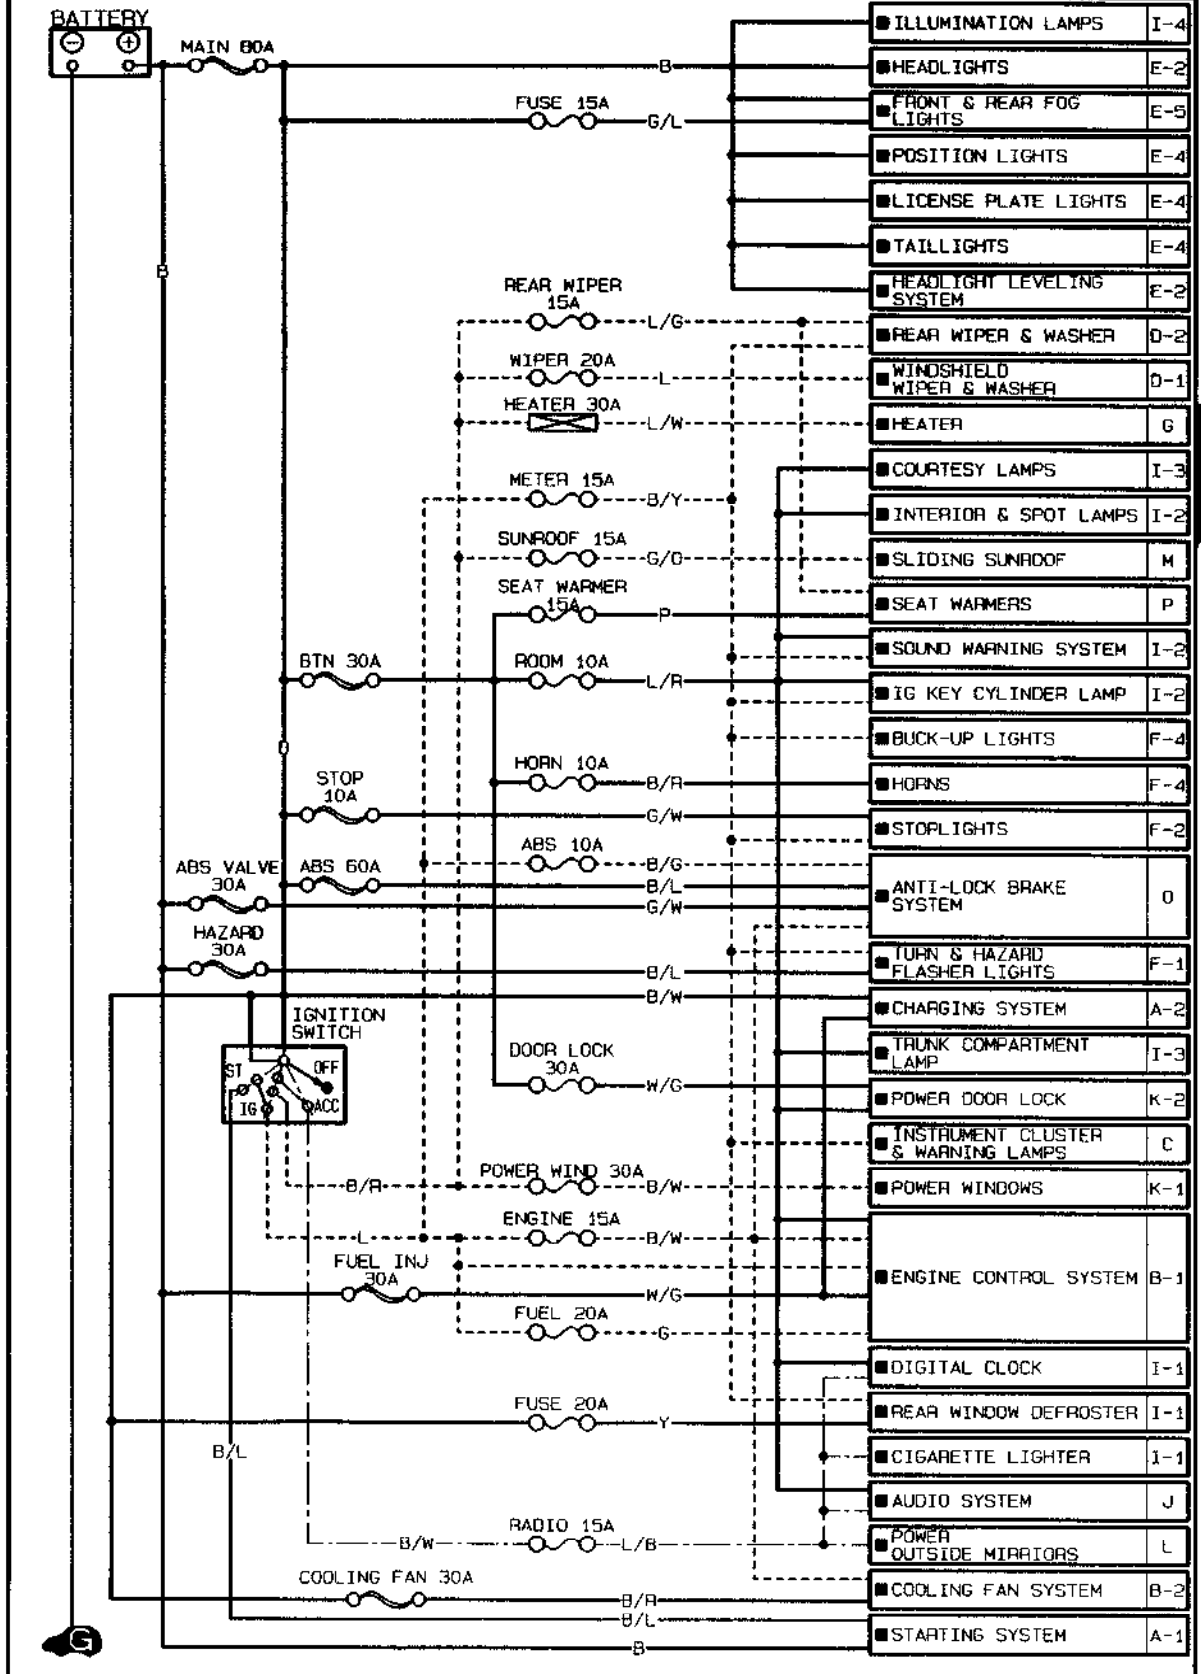 BATTERY
MAIN 80A
B
FUSE 15A
G/L
B
REAR WIPER
15A
L/G
WIPER 20A
L
HEATER 30A
L/W
METER 15A
B/Y
SUNROOF 15A
G/O
SEAT WARMER
15A
P
BTN 30A
ROOM 10A
L/R
HORN 10A
B/R
STOP
10A
G/W
ABS 10A
B/G
ABS VALVE
30A
ABS 60A
B/L
G/W
HAZARD
30A
B/L
B/W
IGNITION
SWITCH
ST
OFF
IG
ACC
DOOR LOCK
30A
W/G
POWER WIND 30A
B/R
B/W
ENGINE 15A
L
B/W
FUEL INJ
30A
W/G
FUEL 20A
G
FUSE 20A
Y
B/L
RADIO 15A
B/W
L/B
COOLING FAN 30A
B/R
B/L
B
G
ILLUMINATION LAMPS I-4
HEADLIGHTS E-2
FRONT & REAR FOG
LIGHTS E-5
POSITION LIGHTS E-4
LICENSE PLATE LIGHTS E-4
TAILLIGHTS E-4
HEADLIGHT LEVELING
SYSTEM E-2
REAR WIPER & WASHER D-2
WINDSHIELD
WIPER & WASHER D-1
HEATER G
COURTESY LAMPS I-3
INTERIOR & SPOT LAMPS I-2
SLIDING SUNROOF M
SEAT WARMERS P
SOUND WARNING SYSTEM I-2
IG KEY CYLINDER LAMP I-2
BUCK-UP LIGHTS F-4
HORNS F-4
STOPLIGHTS F-2
ANTI-LOCK BRAKE
SYSTEM O
TURN & HAZARD
FLASHER LIGHTS F-1
CHARGING SYSTEM A-2
TRUNK COMPARTMENT
LAMP I-3
POWER DOOR LOCK K-2
INSTRUMENT CLUSTER
& WARNING LAMPS C
POWER WINDOWS K-1
ENGINE CONTROL SYSTEM B-1
DIGITAL CLOCK I-1
REAR WINDOW DEFROSTER I-1
CIGARETTE LIGHTER I-1
AUDIO SYSTEM J
POWER
OUTSIDE MIRRIORS L
COOLING FAN SYSTEM B-2
STARTING SYSTEM A-1